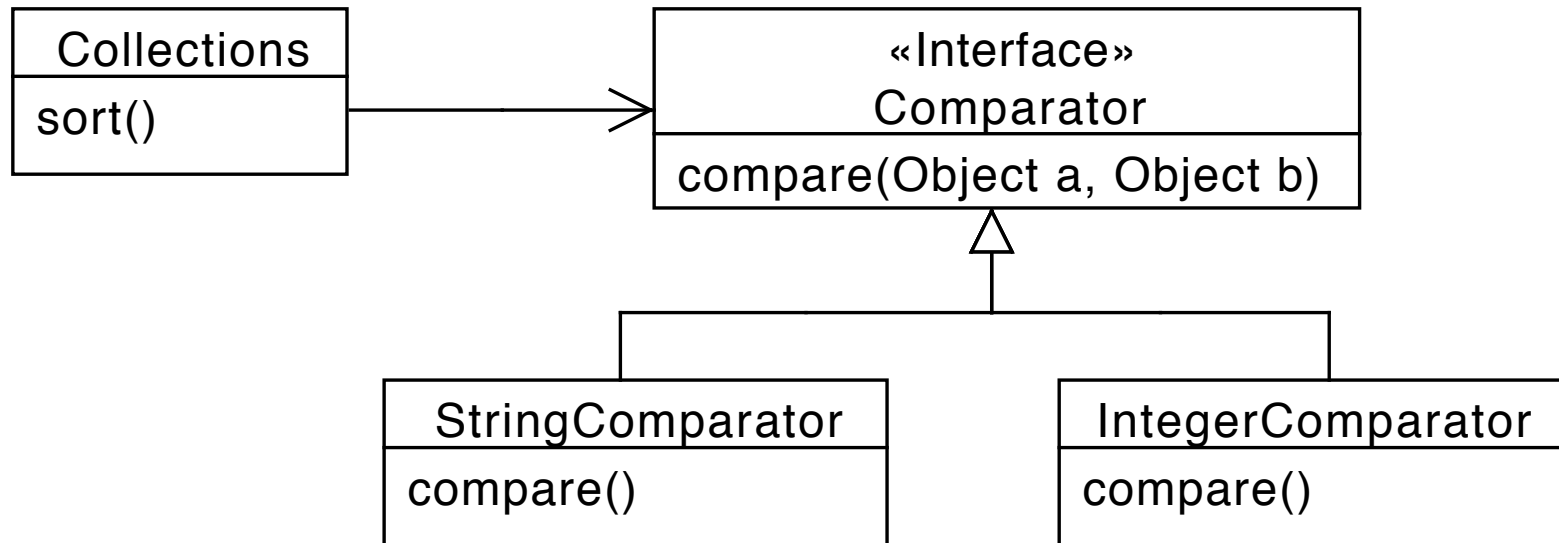 Collections
sort()
«Interface»
Comparator
compare(Object a, Object b)
StringComparator
compare()
IntegerComparator
compare()